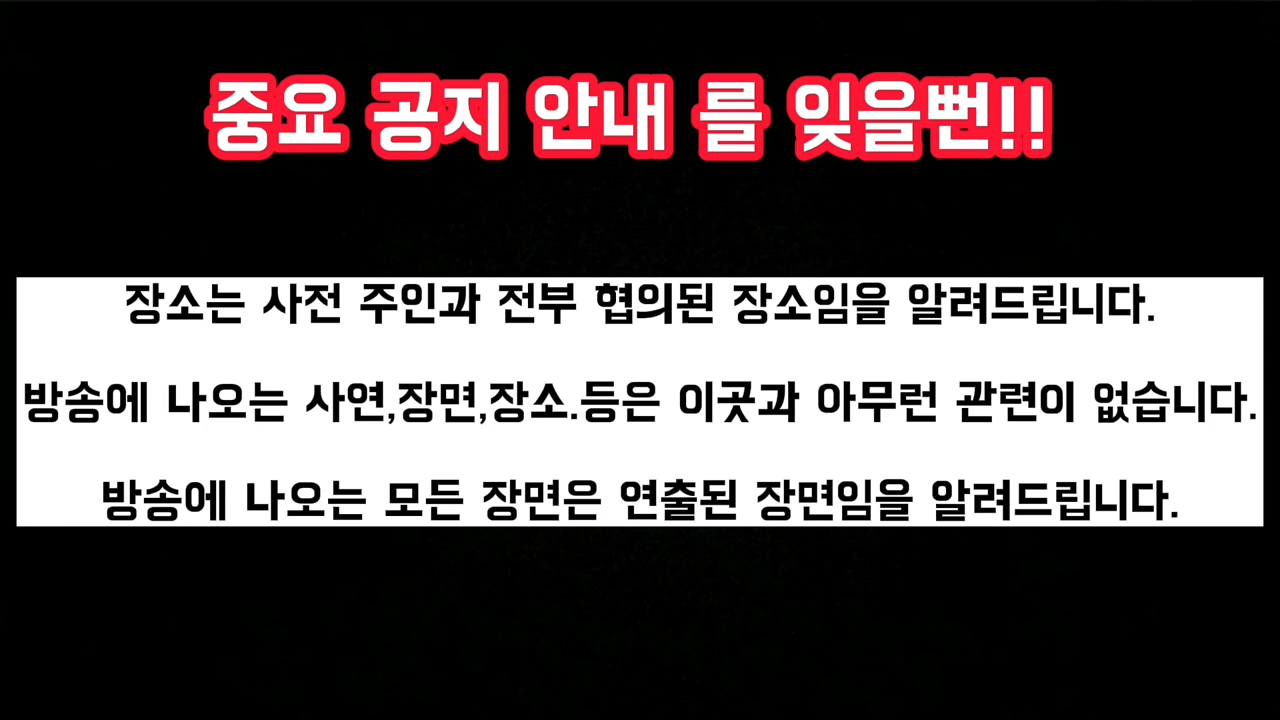 중요 공지 안내 를 잊을뻔!!
장소는 사전 주인과 전부 협의된 장소임을 알려드립니다.
방송에 나오는 사연,장면,장소.등은 이곳과 아무런 관련이 없습니다.
방송에 나오는 모든 장면은 연출된 장면임을 알려드립니다.